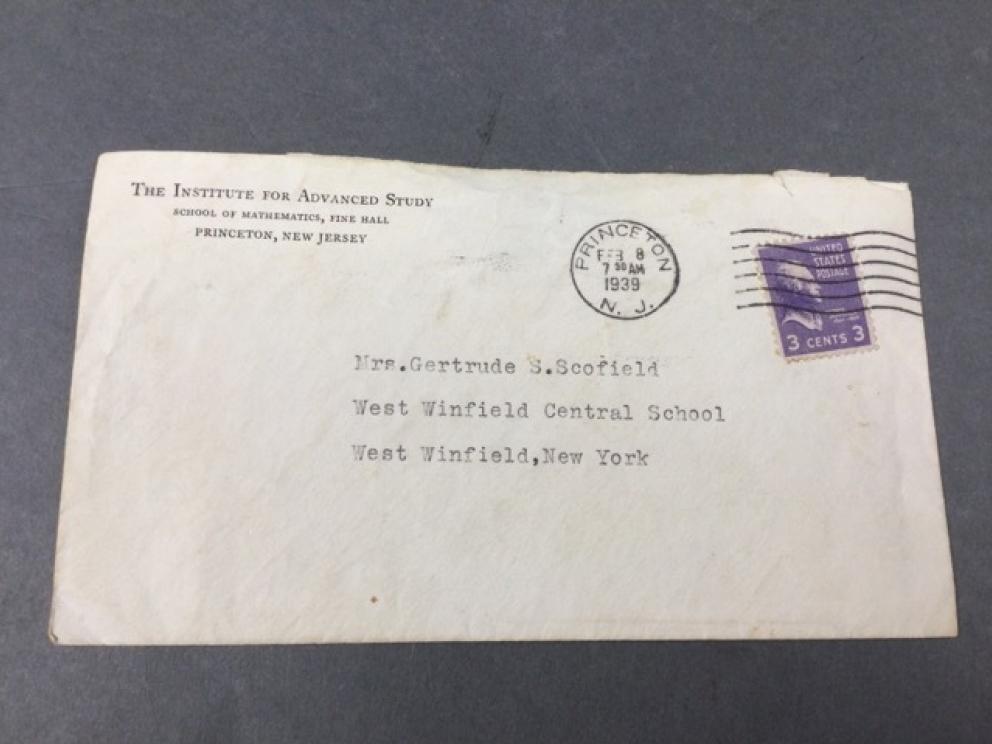 THE INSTITUTE FOR ADVANCED STUDY
SCHOOL OF MATHEMATICS, FINE HALL
PRINCETON, NEW JERSEY
PRINCETON
FEB 8
7 30 AM
1939
N. J.
UNITED
STATES
POSTAGE
3 CENTS 3
Mrs.Gertrude S.Scofield
West Winfield Central School
West Winfield,New York